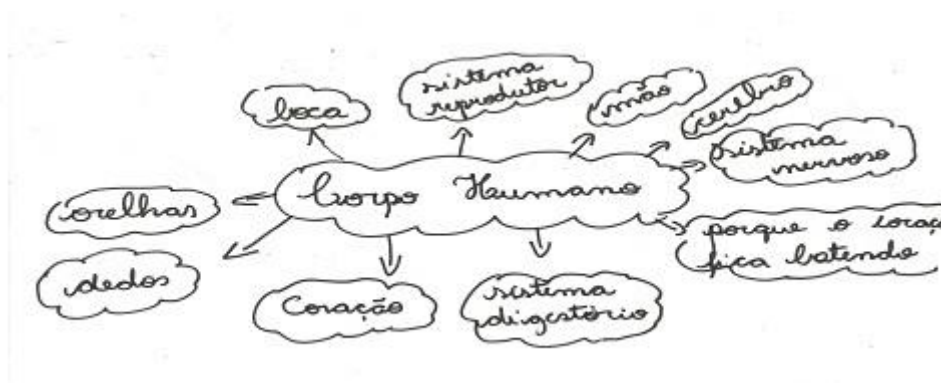 boca
sistema
reprodutor
mão
cerebro
sistema
nervoso
Corpo Humano
orelhas
porque o coraç
fica batendo
dedos
Coração
sistema
digestório